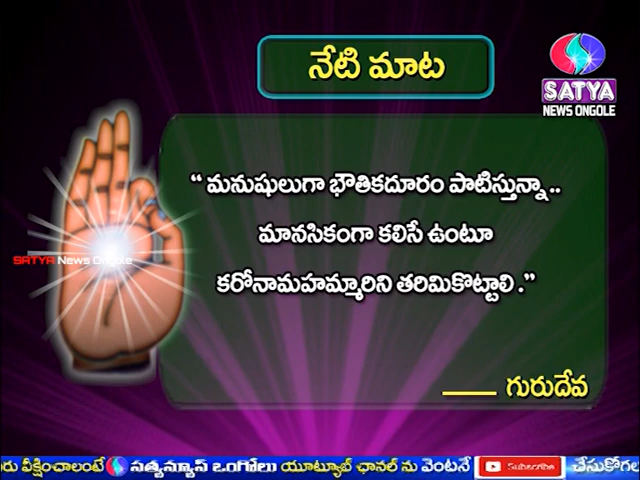 నేటి మాట
SATYA
NEWS ONGOLE
“ మనుషులుగా భౌతికదూరం పాటిస్తున్నా..
మానసికంగా కలిసే ఉంటూ
SATYA News Ongole
కరోనామహమ్మారిని తరిమికొట్టాలి .”
గురుదేవ
వీక్షించాలంటే సత్యన్యూస్ ఒంగోలు యూట్యూబ్ ఛానల్ ను వెంటనే Subscribe